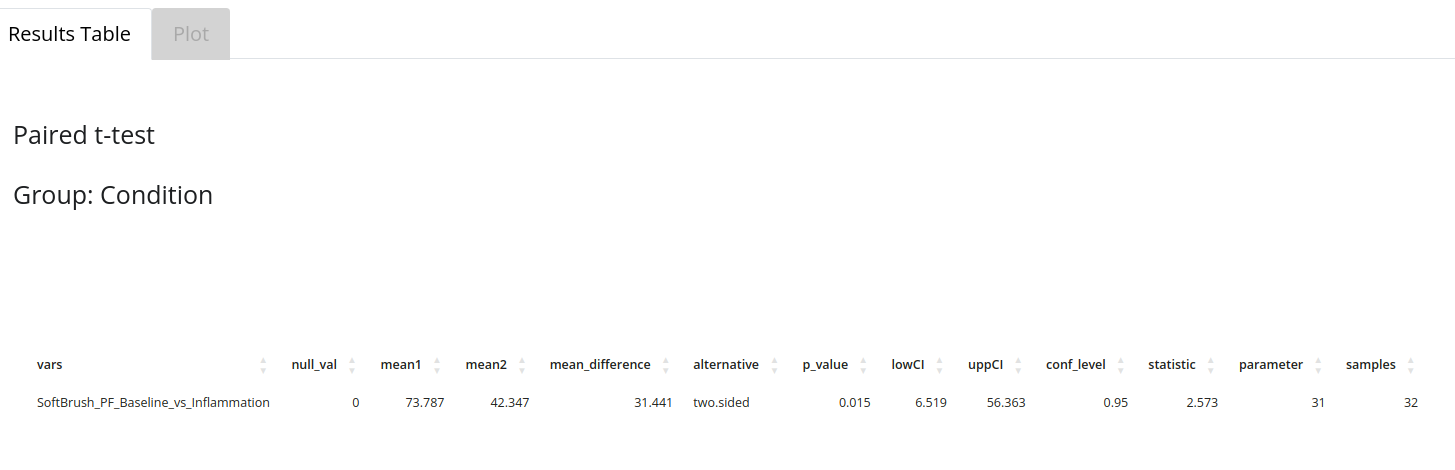 Results Table Plot
Paired t-test
Group: Condition
vars null_val mean1 mean2 mean_difference alternative p_value lowCI uppCI conf_level statistic parameter samples
SoftBrush_PF_Baseline_vs_Inflammation 0 73.787 42.347 31.441 two.sided 0.015 6.519 56.363 0.95 2.573 31 32